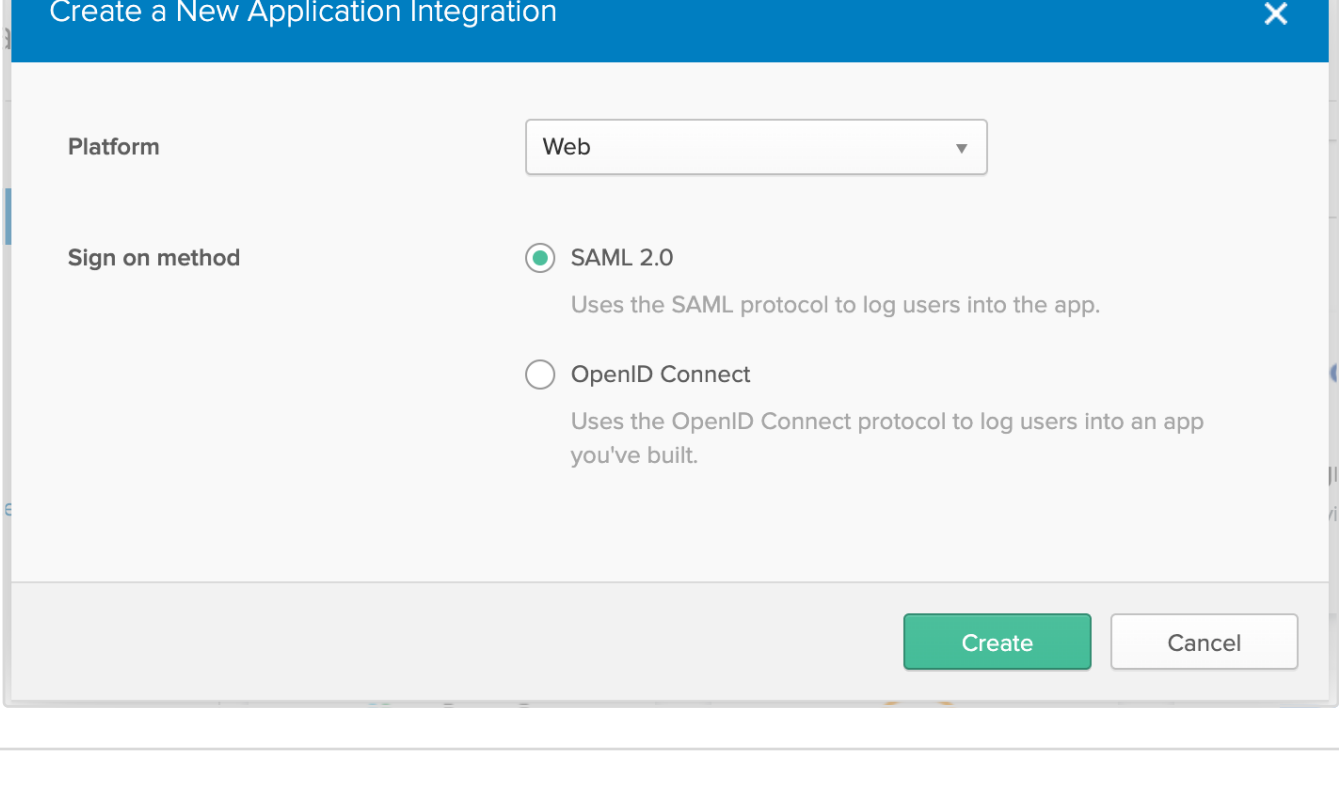 Create a New Application Integration
Platform
Web
Sign on method
SAML 2.0
Uses the SAML protocol to log users into the app.
OpenID Connect
Uses the OpenID Connect protocol to log users into an app
you've built.
Create
Cancel